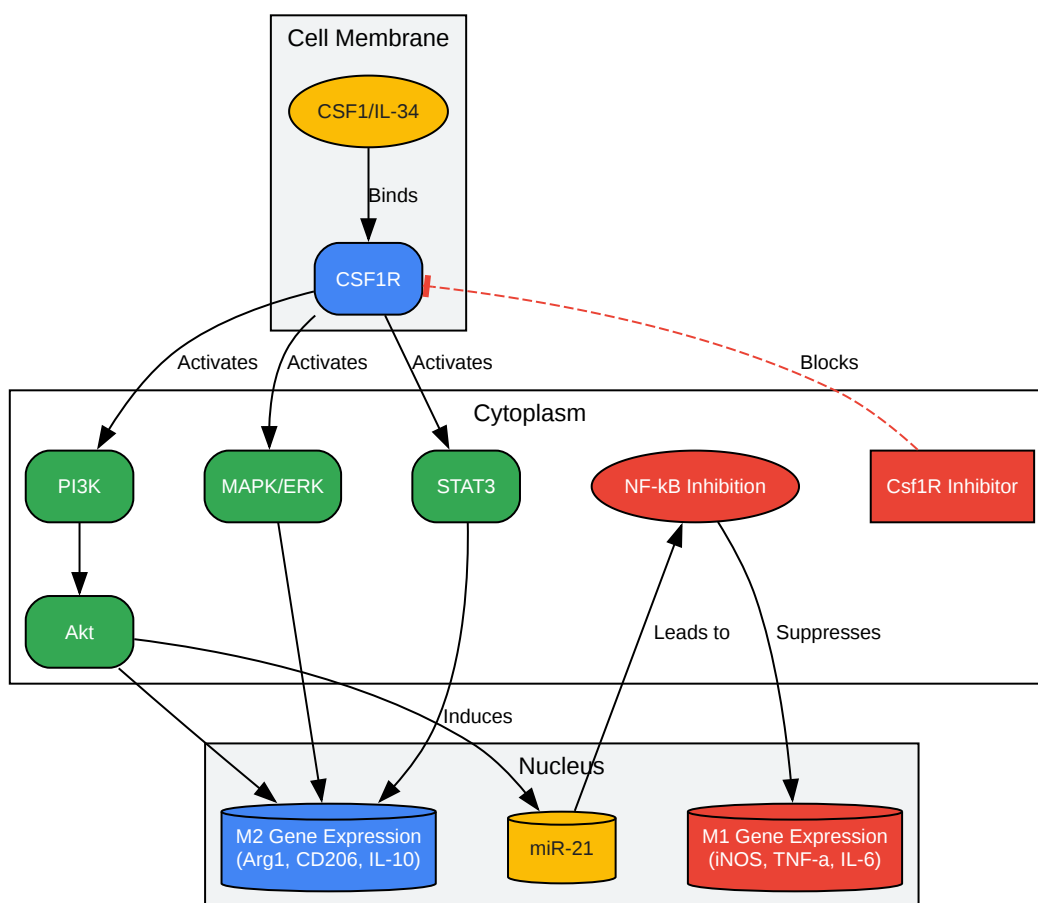 Cell Membrane
CSF1/IL-34
Binds
CSF1R
Activates
Activates
Activates
Blocks
Cytoplasm
PI3K
MAPK/ERK
STAT3
NF-kB Inhibition
Csf1R Inhibitor
Akt
Leads to
Suppresses
Induces
Nucleus
M2 Gene Expression
(Arg1, CD206, IL-10)
miR-21
M1 Gene Expression
(iNOS, TNF-a, IL-6)